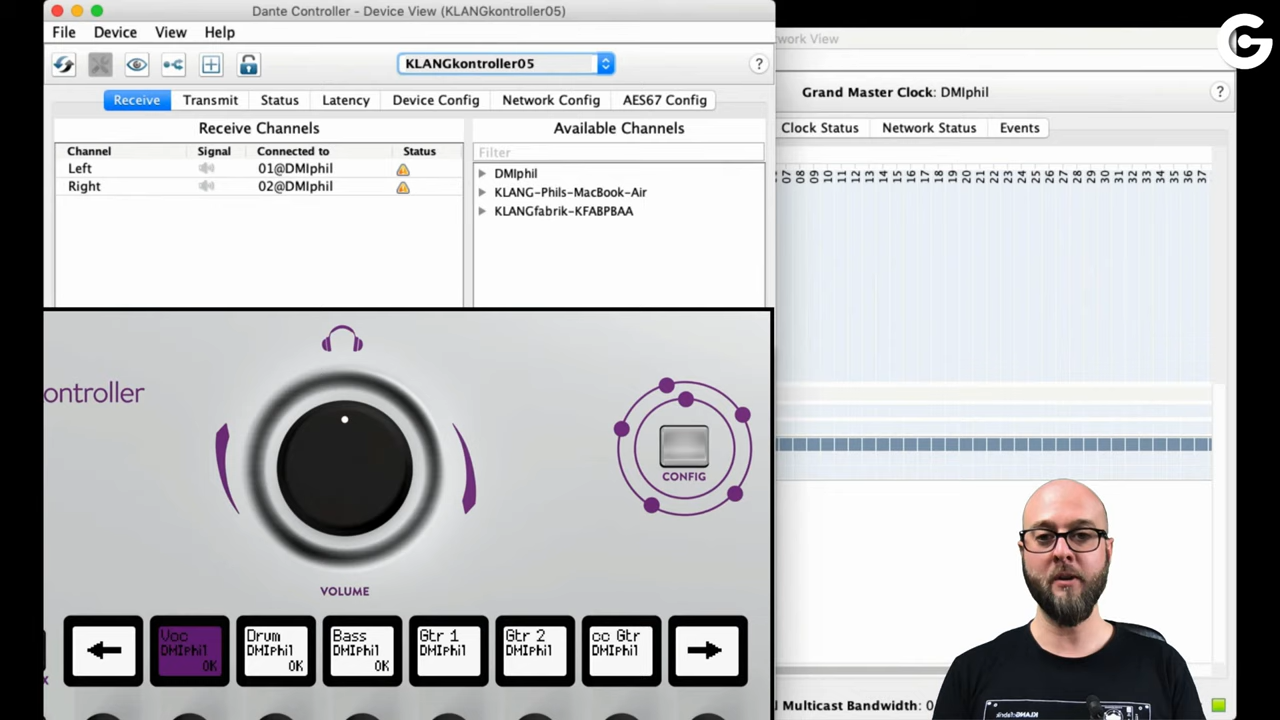 Dante Controller - Device View (KLANGkontroller05)
File Device View Help
KLANGkontroller05
?
Receive Transmit Status Latency Device Config Network Config AES67 Config
Receive Channels
Channel Signal Connected to Status
Left 01@DMIphil
Right 02@DMIphil
Available Channels
Filter
DMIphil
KLANG-Phils-MacBook-Air
KLANGfabrik-KFABPBAA
work View
Grand Master Clock: DMIphil
?
Clock Status Network Status Events
07 08 09 10 11 12 13 14 15 16 17 18 19 20 21 22 23 24 25 26 27 28 29 30 31 32 33 34 35 36 37
ontroller
CONFIG
VOLUME
Voc
DMIphil
OK
Drum
DMIphil
OK
Bass
DMIphil
OK
Gtr 1
DMIphil
Gtr 2
DMIphil
cc Gtr
DMIphil
Multicast Bandwidth: 0
G